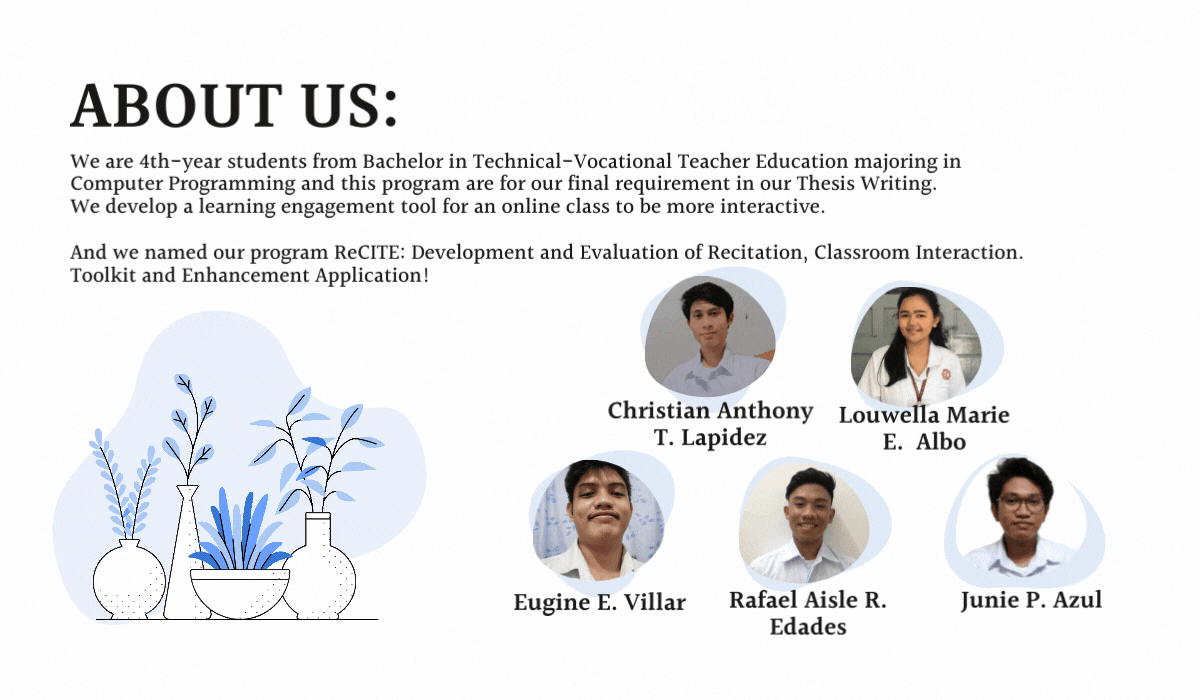 ABOUT US:
We are 4th-year students from Bachelor in Technical-Vocational Teacher Education majoring in
Computer Programming and this program are for our final requirement in our Thesis Writing.
We develop a learning engagement tool for an online class to be more interactive.
And we named our program ReCITE: Development and Evaluation of Recitation, Classroom Interaction.
Toolkit and Enhancement Application!
Christian Anthony
T. Lapidez
Louwella Marie
E. Albo
Eugine E. Villar
Rafael Aisle R.
Edades
Junie P. Azul